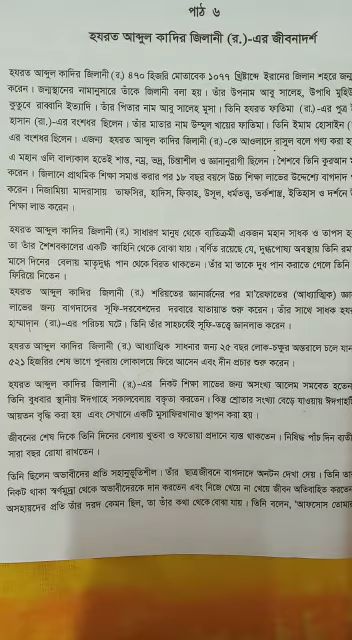 পাঠ ৬
হযরত আব্দুল কাদির জিলানী (র.)-এর জীবনাদর্শ
হযরত আব্দুল কাদির জিলানী (র.) ৪৭০ হিজরি মোতাবেক ১০৭৭ খ্রিষ্টাব্দে ইরানের জিলান শহরে জন্ম
করেন। জন্মস্থানের নামানুসারে তাঁকে জিলানী বলা হয়। তাঁর উপনাম আবু সালেহ, উপাধি মুহিউ
কুতুবে রাব্বানি ইত্যাদি। তাঁর পিতার নাম আবু সালেহ মুসা। তিনি হযরত ফাতিমা (রা.)-এর পুত্র
হাসান (রা.)-এর বংশধর ছিলেন। তাঁর মাতার নাম উম্মুল খায়ের ফাতিমা। তিনি ইমাম হোসাইন (
এর বংশধর ছিলেন। এজন্য হযরত আব্দুল কাদির জিলানী (র.)-কে আওলাদে রাসুল বলে গণ্য করা হ
এ মহান ওলি বাল্যকাল হতেই শান্ত, নম্র, ভদ্র, চিন্তাশীল ও জ্ঞানানুরাগী ছিলেন। শৈশবে তিনি কুরআন
করেন। জিলানে প্রাথমিক শিক্ষা সমাপ্ত করার পর ১৮ বছর বয়সে উচ্চ শিক্ষা লাভের উদ্দেশ্যে বাগদাদ
করেন। নিজামিয়া মাদরাসায় তাফসির, হাদিস, ফিকাহ, উসুল, ধর্মতত্ত্ব, তর্কশাস্ত্র, ইতিহাস ও দর্শনে
শিক্ষা লাভ করেন।
হযরত আব্দুল কাদির জিলানী (র.) সাধারণ মানুষ থেকে ব্যতিক্রমী একজন মহান সাধক ও তাপস
তা তাঁর শৈশবকালের একটি কাহিনি থেকে বোঝা যায়। বর্ণিত রয়েছে যে, দুগ্ধপোষ্য অবস্থায় তিনি রম
মাসে দিনের বেলায় মাতৃদুগ্ধ পান থেকে বিরত থাকতেন। তাঁর মা তাকে দুধ পান করাতে গেলে তিনি
ফিরিয়ে নিতেন।
হযরত আব্দুল কাদির জিলানী (র.) শরিয়তের জ্ঞানার্জনের পর মা'রেফাতের (আধ্যাত্মিক) জ্ঞা
লাভের জন্য বাগদাদের সুফি-দরবেশদের দরবারে যাতায়াত শুরু করেন। তাঁর সাথে সাধক হয
হাম্মাদান (রা.)-এর পরিচয় ঘটে। তিনি তাঁর সাহচর্যেই সূফি-তত্ত্বে জ্ঞানলাভ করেন।
হযরত আব্দুল কাদির জিলানী (র.) আধ্যাত্মিক সাধনার জন্য ২৫ বছর লোক-চক্ষুর অন্তরালে চলে যান
৫২১ হিজরির শেষ ভাগে পুনরায় লোকালয়ে ফিরে আসেন এবং দীন প্রচার শুরু করেন।
হযরত আব্দুল কাদির জিলানী (র.)-এর নিকট শিক্ষা লাভের জন্য অসংখ্য আলেম সমবেত হতেন
তিনি বুধবার স্থানীয় ঈদগাহে সকালবেলায় বক্তৃতা করতেন। কিন্তু শ্রোতার সংখ্যা বেড়ে যাওয়ায় ঈদগাহটি
আয়তন বৃদ্ধি করা হয় এবং সেখানে একটি মুসাফিরখানাও স্থাপন করা হয়।
জীবনের শেষ দিকে তিনি দিনের বেলায় খুতবা ও ফতোয়া প্রদানে ব্যস্ত থাকতেন। নিষিদ্ধ পাঁচ দিন ব্যতী
সারা বছর রোযা রাখতেন।
তিনি ছিলেন অভাবীদের প্রতি সহানুভূতিশীল। তাঁর ছাত্রজীবনে বাগদাদে অনটন দেখা দেয়। তিনি তা
নিকট থাকা স্বর্ণমুদ্রা থেকে অভাবীদেরকে দান করতেন এবং নিজে খেয়ে না খেয়ে জীবন অতিবাহিত করতেন
অসহায়দের প্রতি তাঁর দরদ কেমন ছিল, তা তাঁর কথা থেকেই বোঝা যায়। তিনি বলেন, 'আফসোস তোমা